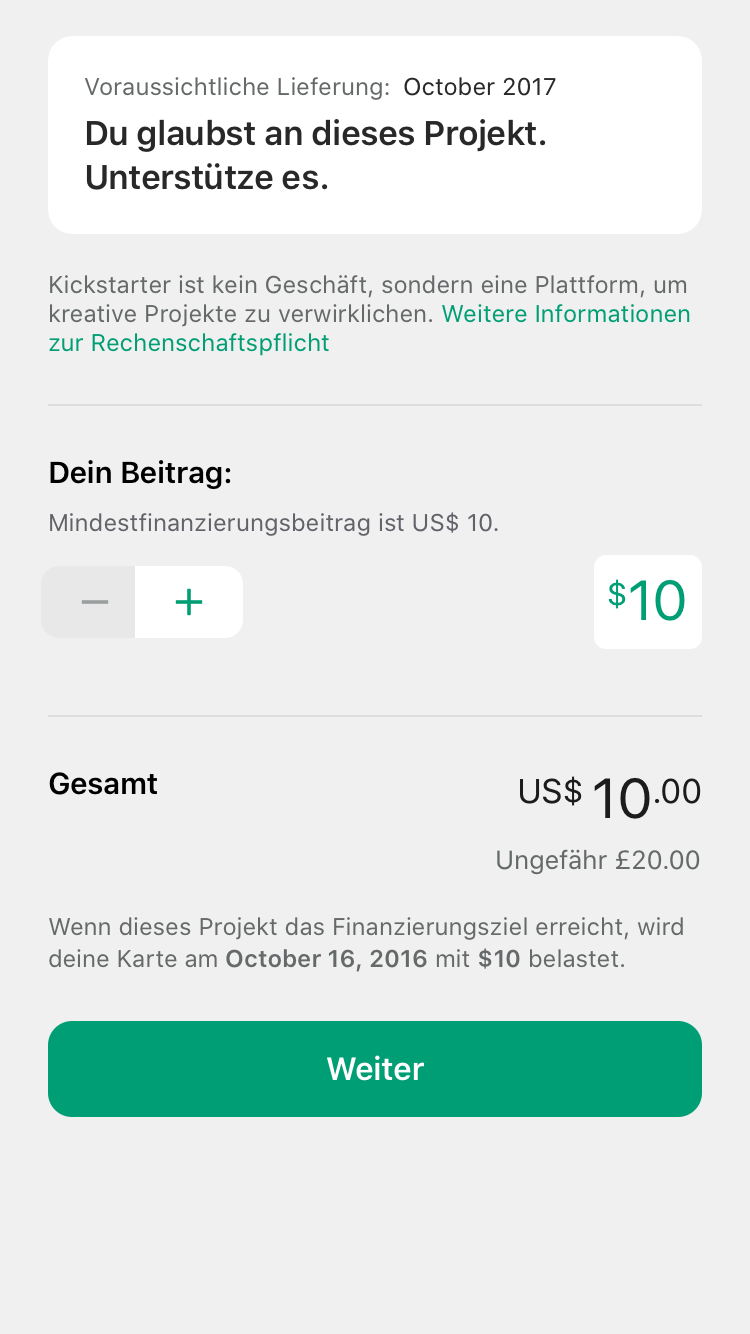 Voraussichtliche Lieferung: October 2017
Du glaubst an dieses Projekt.
Unterstütze es.
Kickstarter ist kein Geschäft, sondern eine Plattform, um
kreative Projekte zu verwirklichen. Weitere Informationen
zur Rechenschaftspflicht
Dein Beitrag:
Mindestfinanzierungsbeitrag ist US$ 10.
− +
$10
Gesamt
US$ 10.00
Ungefähr £20.00
Wenn dieses Projekt das Finanzierungsziel erreicht, wird
deine Karte am October 16, 2016 mit $10 belastet.
Weiter